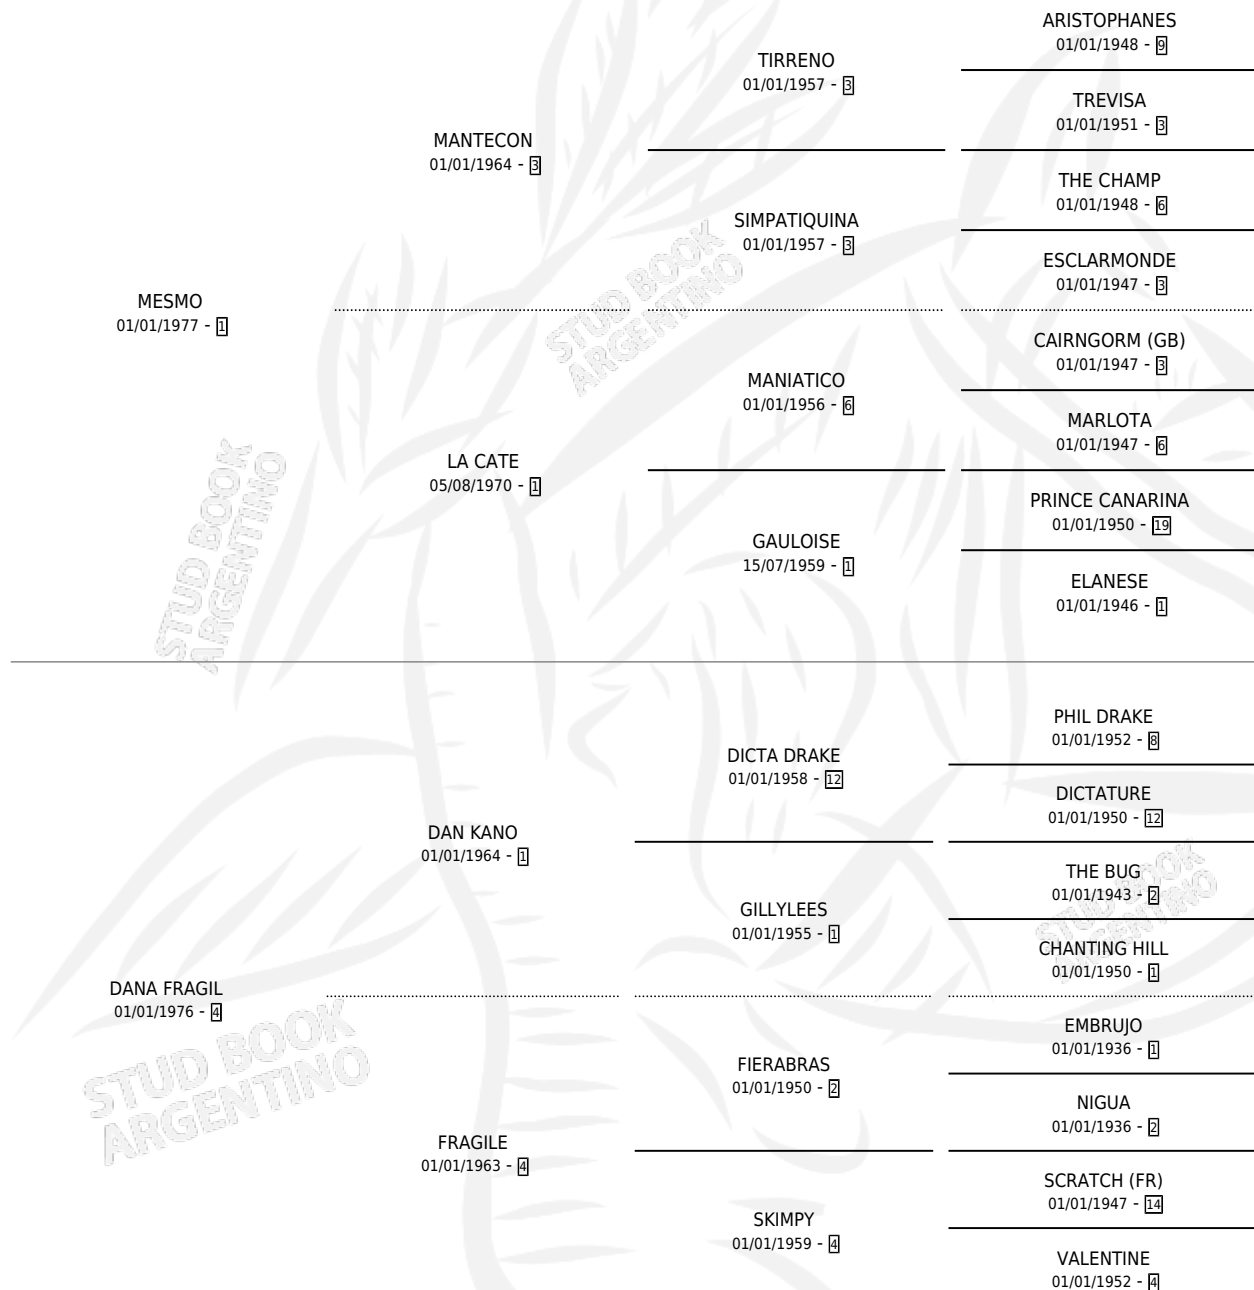 ARISTOPHANES
01/01/1948 - 9
TIRRENO
01/01/1957 - 3
TREVISA
01/01/1951 - 3
MANTECON
01/01/1964 - 3
THE CHAMP
01/01/1948 - 6
SIMPATIQUINA
01/01/1957 - 3
ESCLARMONDE
01/01/1947 - 3
MESMO
01/01/1977 - 1
CAIRNGORM (GB)
01/01/1947 - 3
MANIATICO
01/01/1956 - 6
MARLOTA
01/01/1947 - 6
LA CATE
05/08/1970 - 1
PRINCE CANARINA
01/01/1950 - 19
GAULOISE
15/07/1959 - 1
ELANESE
01/01/1946 - 1
STUD BOOK
ARGENTINO
STUD BOOK
ARGENTINO
PHIL DRAKE
01/01/1952 - 8
DICTA DRAKE
01/01/1958 - 12
DICTATURE
01/01/1950 - 12
DAN KANO
01/01/1964 - 1
THE BUG
01/01/1943 - 2
GILLYLEES
01/01/1955 - 1
CHANTING HILL
01/01/1950 - 1
DANA FRAGIL
01/01/1976 - 4
EMBRUJO
01/01/1936 - 1
FIERABRAS
01/01/1950 - 2
NIGUA
01/01/1936 - 2
FRAGILE
01/01/1963 - 4
SCRATCH (FR)
01/01/1947 - 14
SKIMPY
01/01/1959 - 4
VALENTINE
01/01/1952 - 4
STUD BOOK
ARGENTINO
STUD BOOK
ARGENTINO